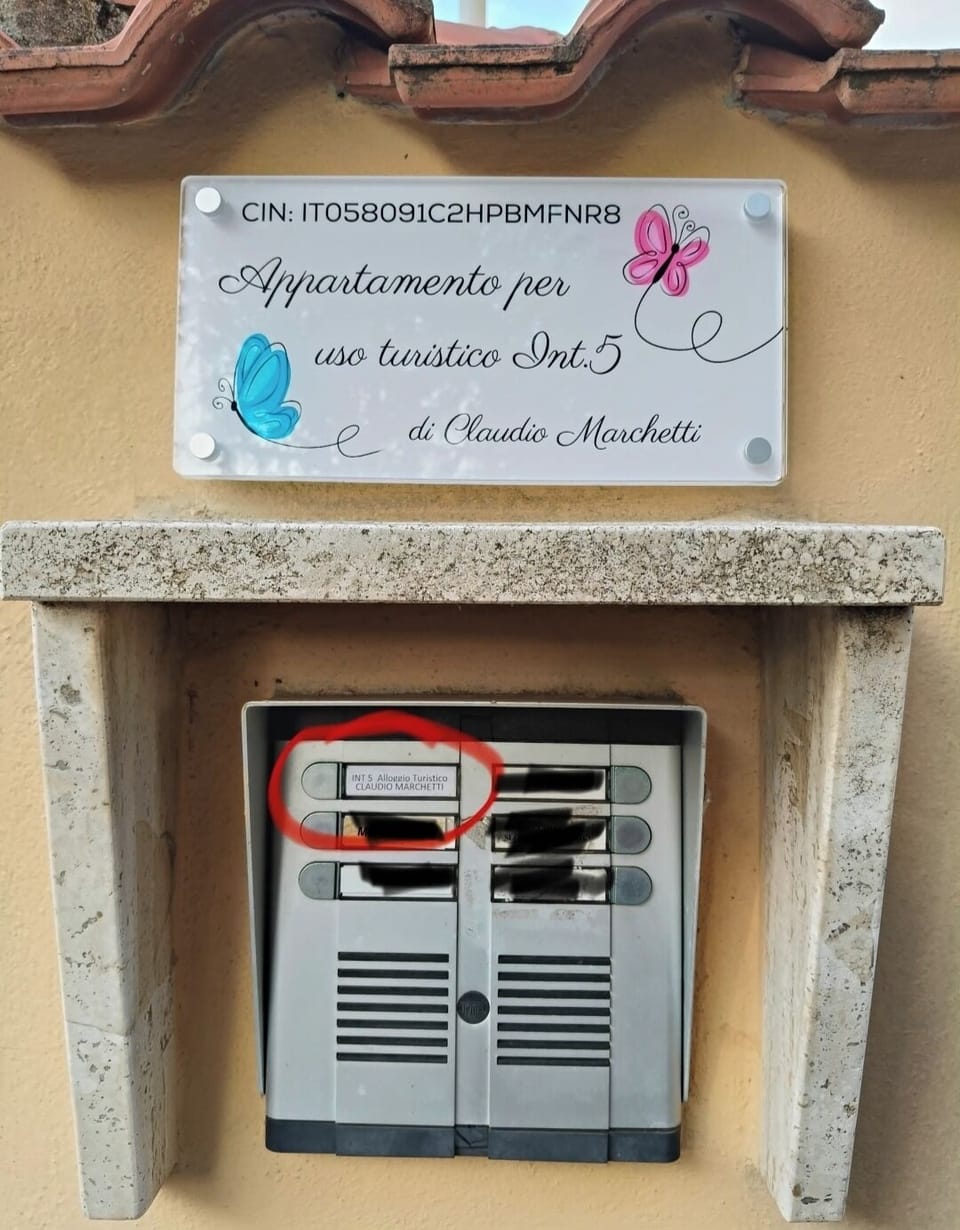 CIN: IT058091C2HPBMFNR8
Appartamento per
uso turistico Int.5
di Claudio Marchetti
INT 5 Alloggio Turistico
CLAUDIO MARCHETTI